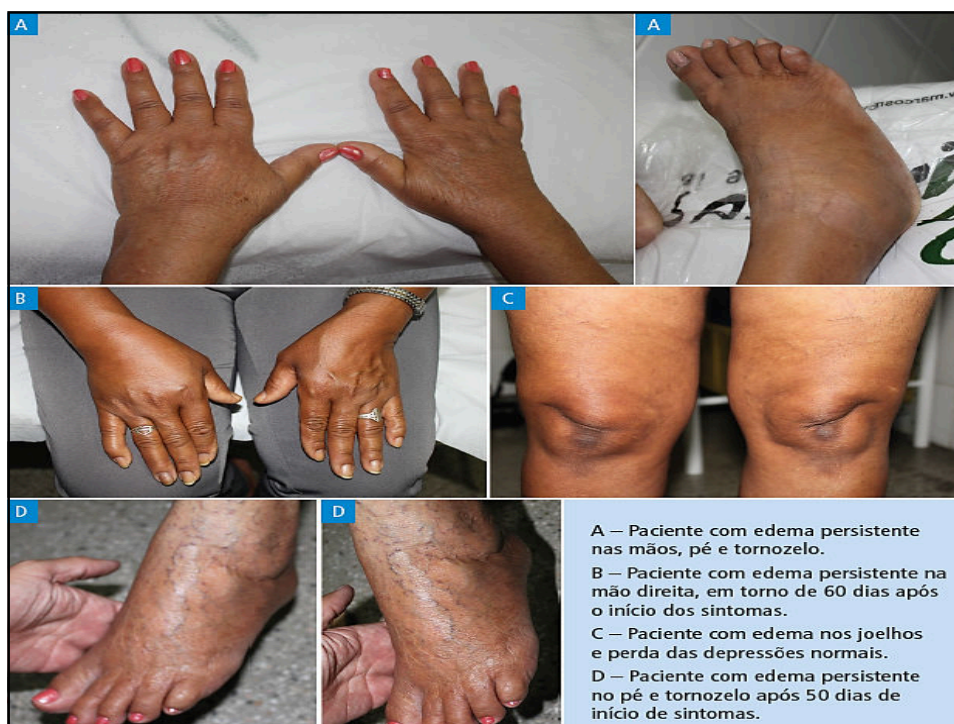 A
A
www.marcosit
B
C
D
D
A – Paciente com edema persistente
nas mãos, pé e tornozelo.
B – Paciente com edema persistente na
mão direita, em torno de 60 dias após
o início dos sintomas.
C – Paciente com edema nos joelhos
e perda das depressões normais.
D – Paciente com edema persistente
no pé e tornozelo após 50 dias de
início de sintomas.